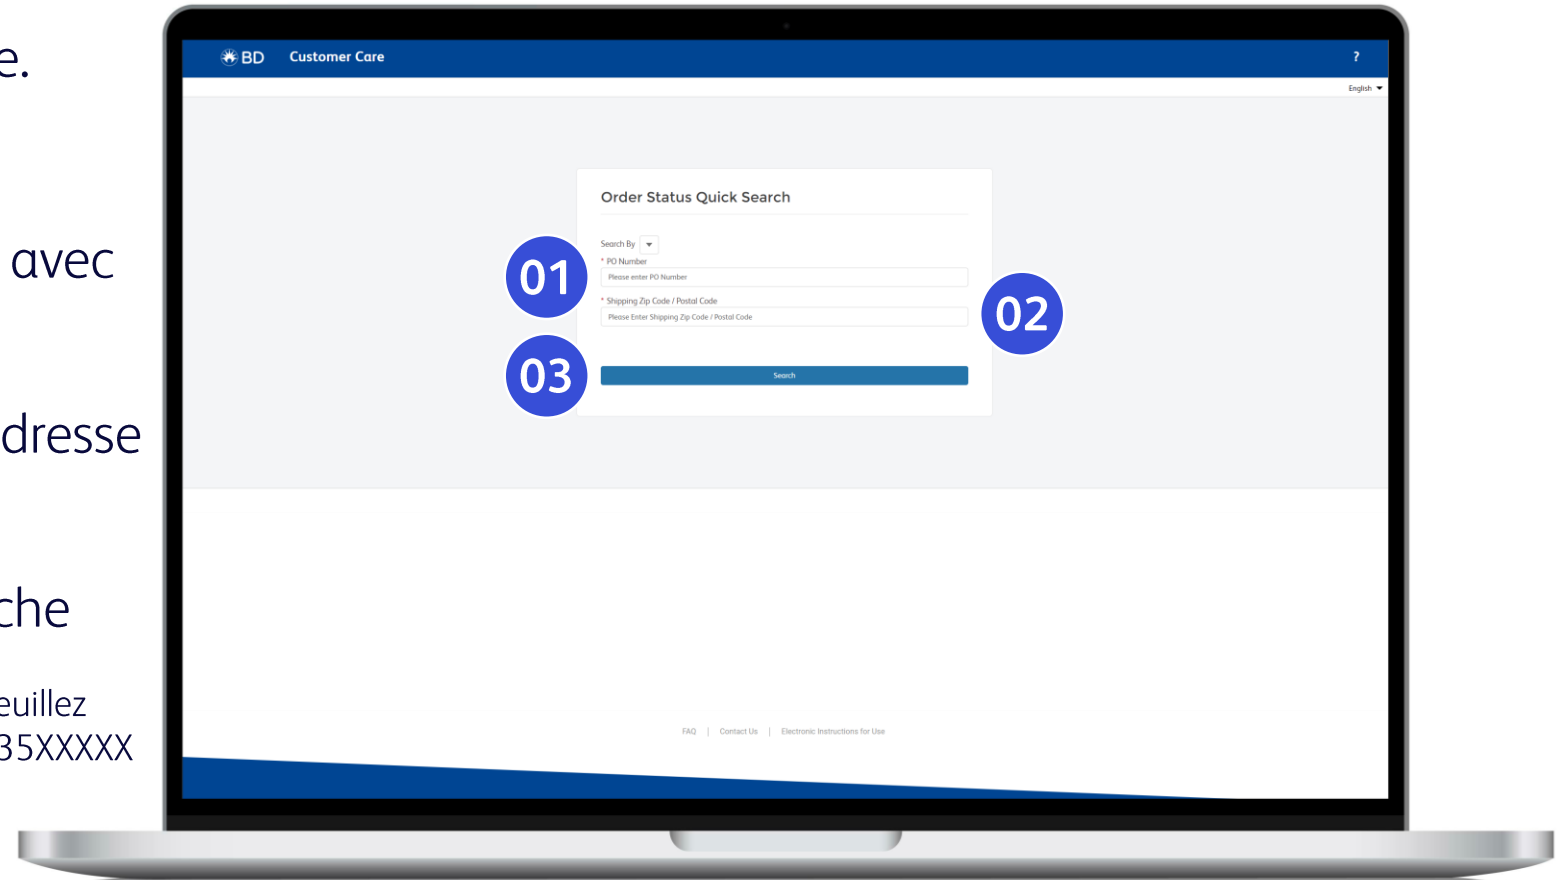 e.
avec
dresse
che
euillez
35XXXXX
BD Customer Care ?
English
Order Status Quick Search
Search By
* PO Number
Please enter PO Number
* Shipping Zip Code / Postal Code
Please Enter Shipping Zip Code / Postal Code
Search
01
02
03
FAQ | Contact Us | Electronic Instructions for Use